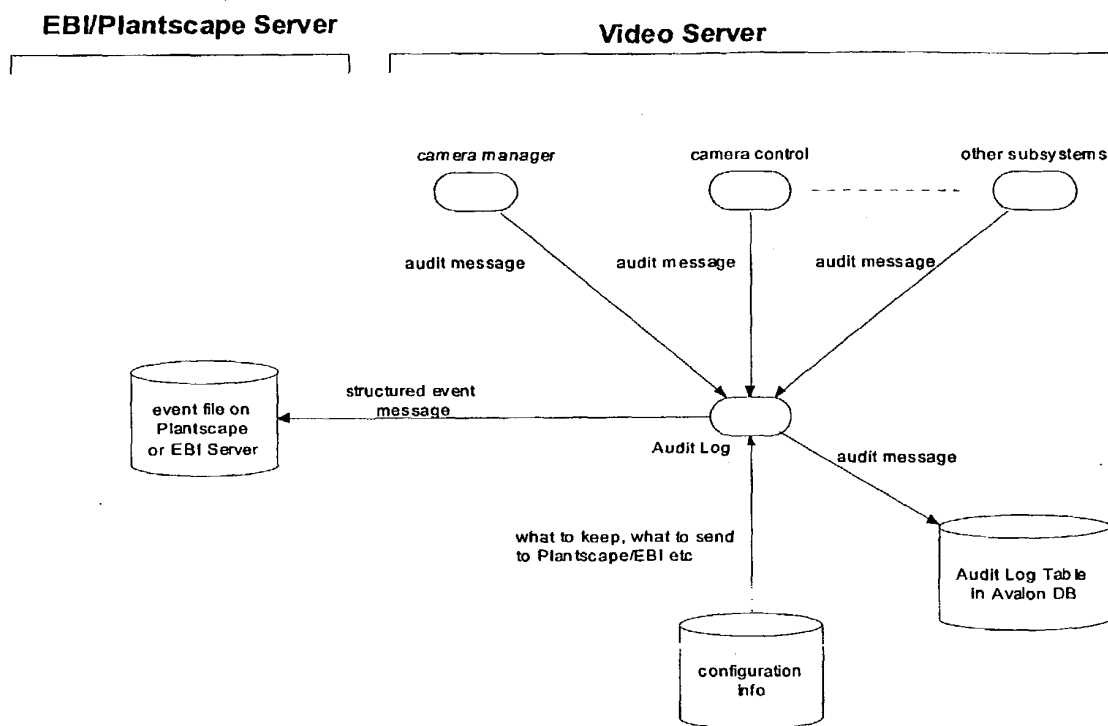 EBI/Plantscape Server
Video Server
camera manager
camera control
other subsystems
audit message
audit message
audit message
structured event
message
event file on
Plantscape
or EBI Server
Audit Log
audit message
what to keep, what to send
to Plantscape/EBI etc
Audit Log Table
in Avalon DB
configuration
info